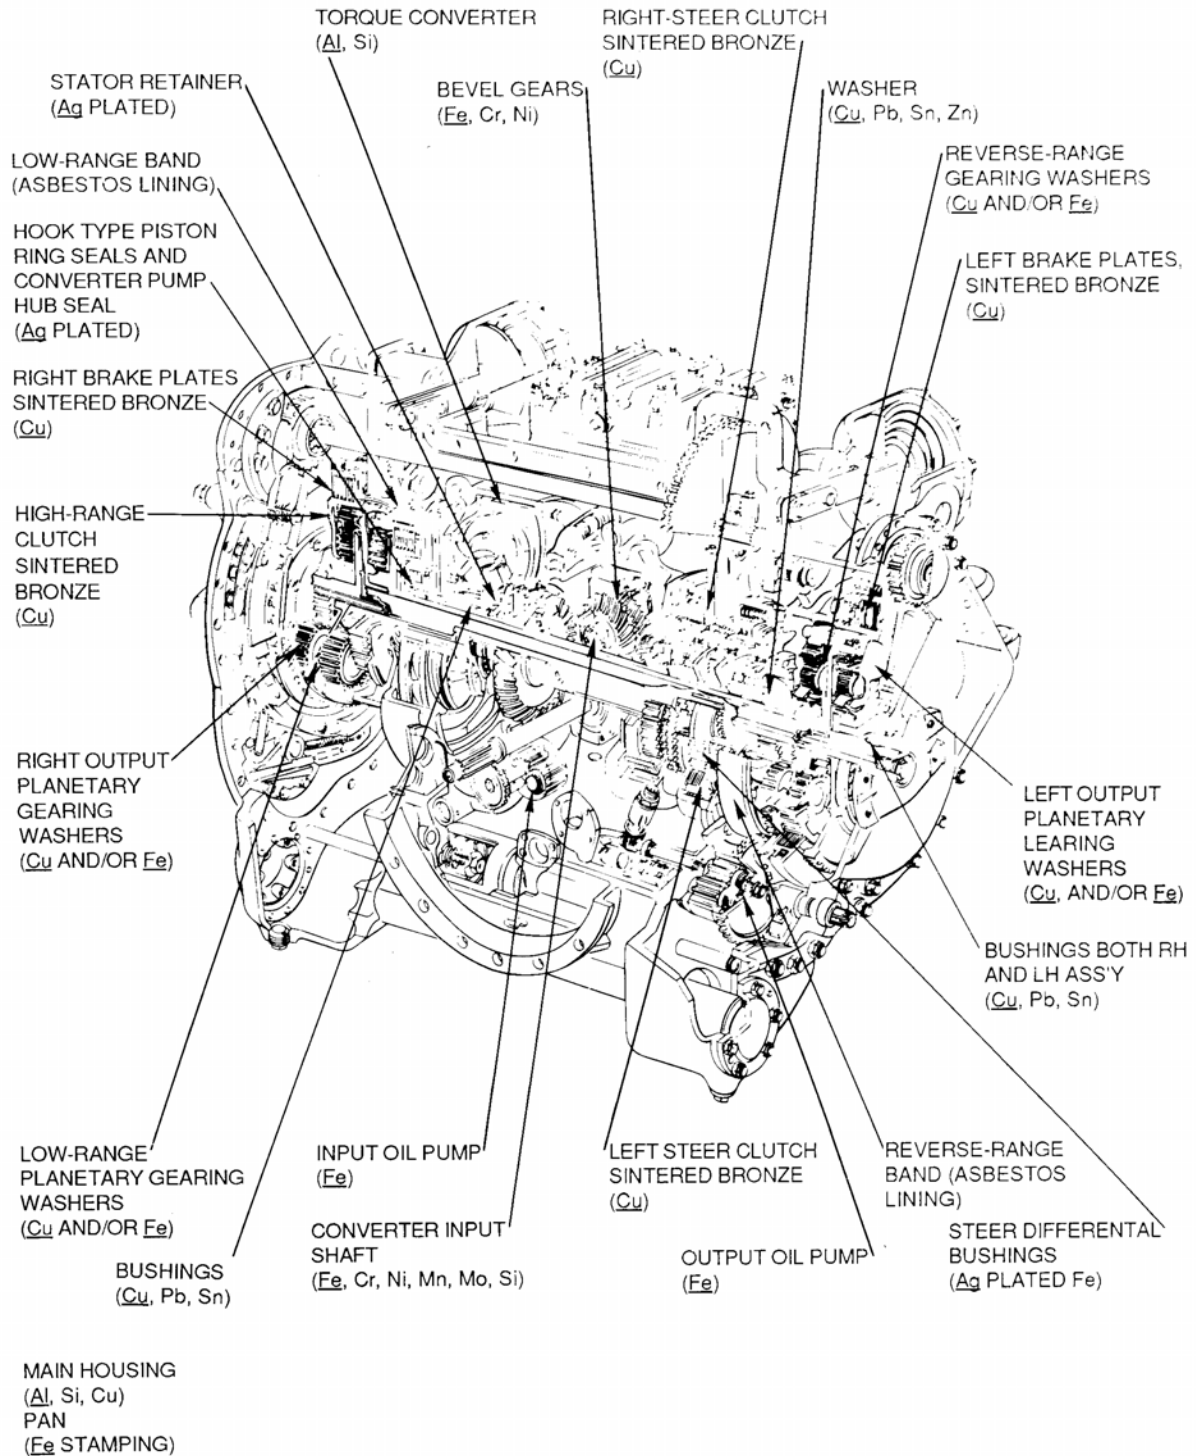 TORQUE CONVERTER
(Al, Si)
RIGHT-STEER CLUTCH
SINTERED BRONZE
(Cu)
STATOR RETAINER
(Ag PLATED)
BEVEL GEARS
(Fe, Cr, Ni)
WASHER
(Cu, Pb, Sn, Zn)
LOW-RANGE BAND
(ASBESTOS LINING)
REVERSE-RANGE
GEARING WASHERS
(Cu AND/OR Fe)
HOOK TYPE PISTON
RING SEALS AND
CONVERTER PUMP
HUB SEAL
(Ag PLATED)
LEFT BRAKE PLATES,
SINTERED BRONZE
(Cu)
RIGHT BRAKE PLATES
SINTERED BRONZE
(Cu)
HIGH-RANGE
CLUTCH
SINTERED
BRONZE
(Cu)
RIGHT OUTPUT
PLANETARY
GEARING
WASHERS
(Cu AND/OR Fe)
LEFT OUTPUT
PLANETARY
LEARING
WASHERS
(Cu, AND/OR Fe)
BUSHINGS BOTH RH
AND LH ASS'Y
(Cu, Pb, Sn)
LOW-RANGE
PLANETARY GEARING
WASHERS
(Cu AND/OR Fe)
INPUT OIL PUMP
(Fe)
LEFT STEER CLUTCH
SINTERED BRONZE
(Cu)
REVERSE-RANGE
BAND (ASBESTOS
LINING)
BUSHINGS
(Cu, Pb, Sn)
CONVERTER INPUT
SHAFT
(Fe, Cr, Ni, Mn, Mo, Si)
OUTPUT OIL PUMP
(Fe)
STEER DIFFERENTAL
BUSHINGS
(Ag PLATED Fe)
MAIN HOUSING
(Al, Si, Cu)
PAN
(Fe STAMPING)